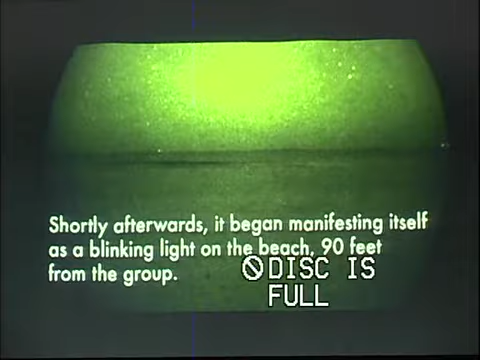 Shortly afterwards, it began manifesting itself
as a blinking light on the beach, 90 feet
from the group.
DISC IS
FULL